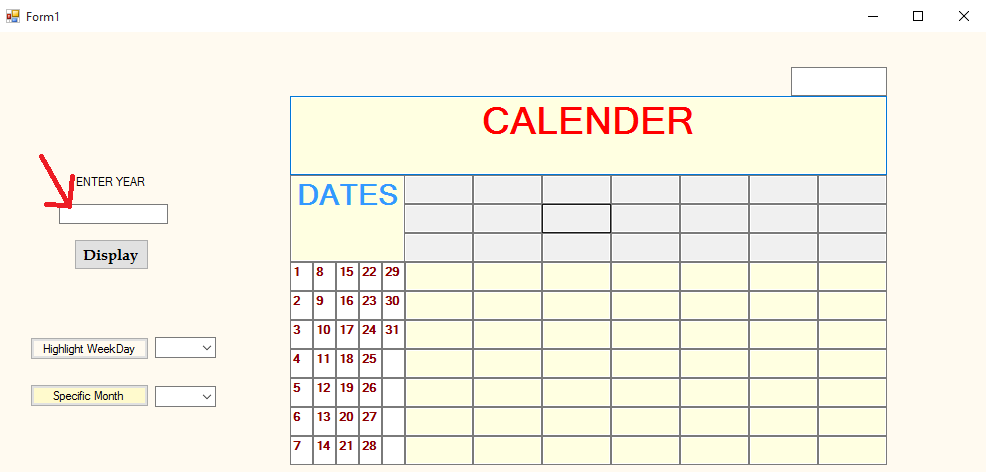 Form1
CALENDER
ENTER YEAR
DATES
Display
1 8 15 22 29
2 9 16 23 30
3 10 17 24 31
Highlight WeekDay
4 11 18 25
5 12 19 26
Specific Month
6 13 20 27
7 14 21 28